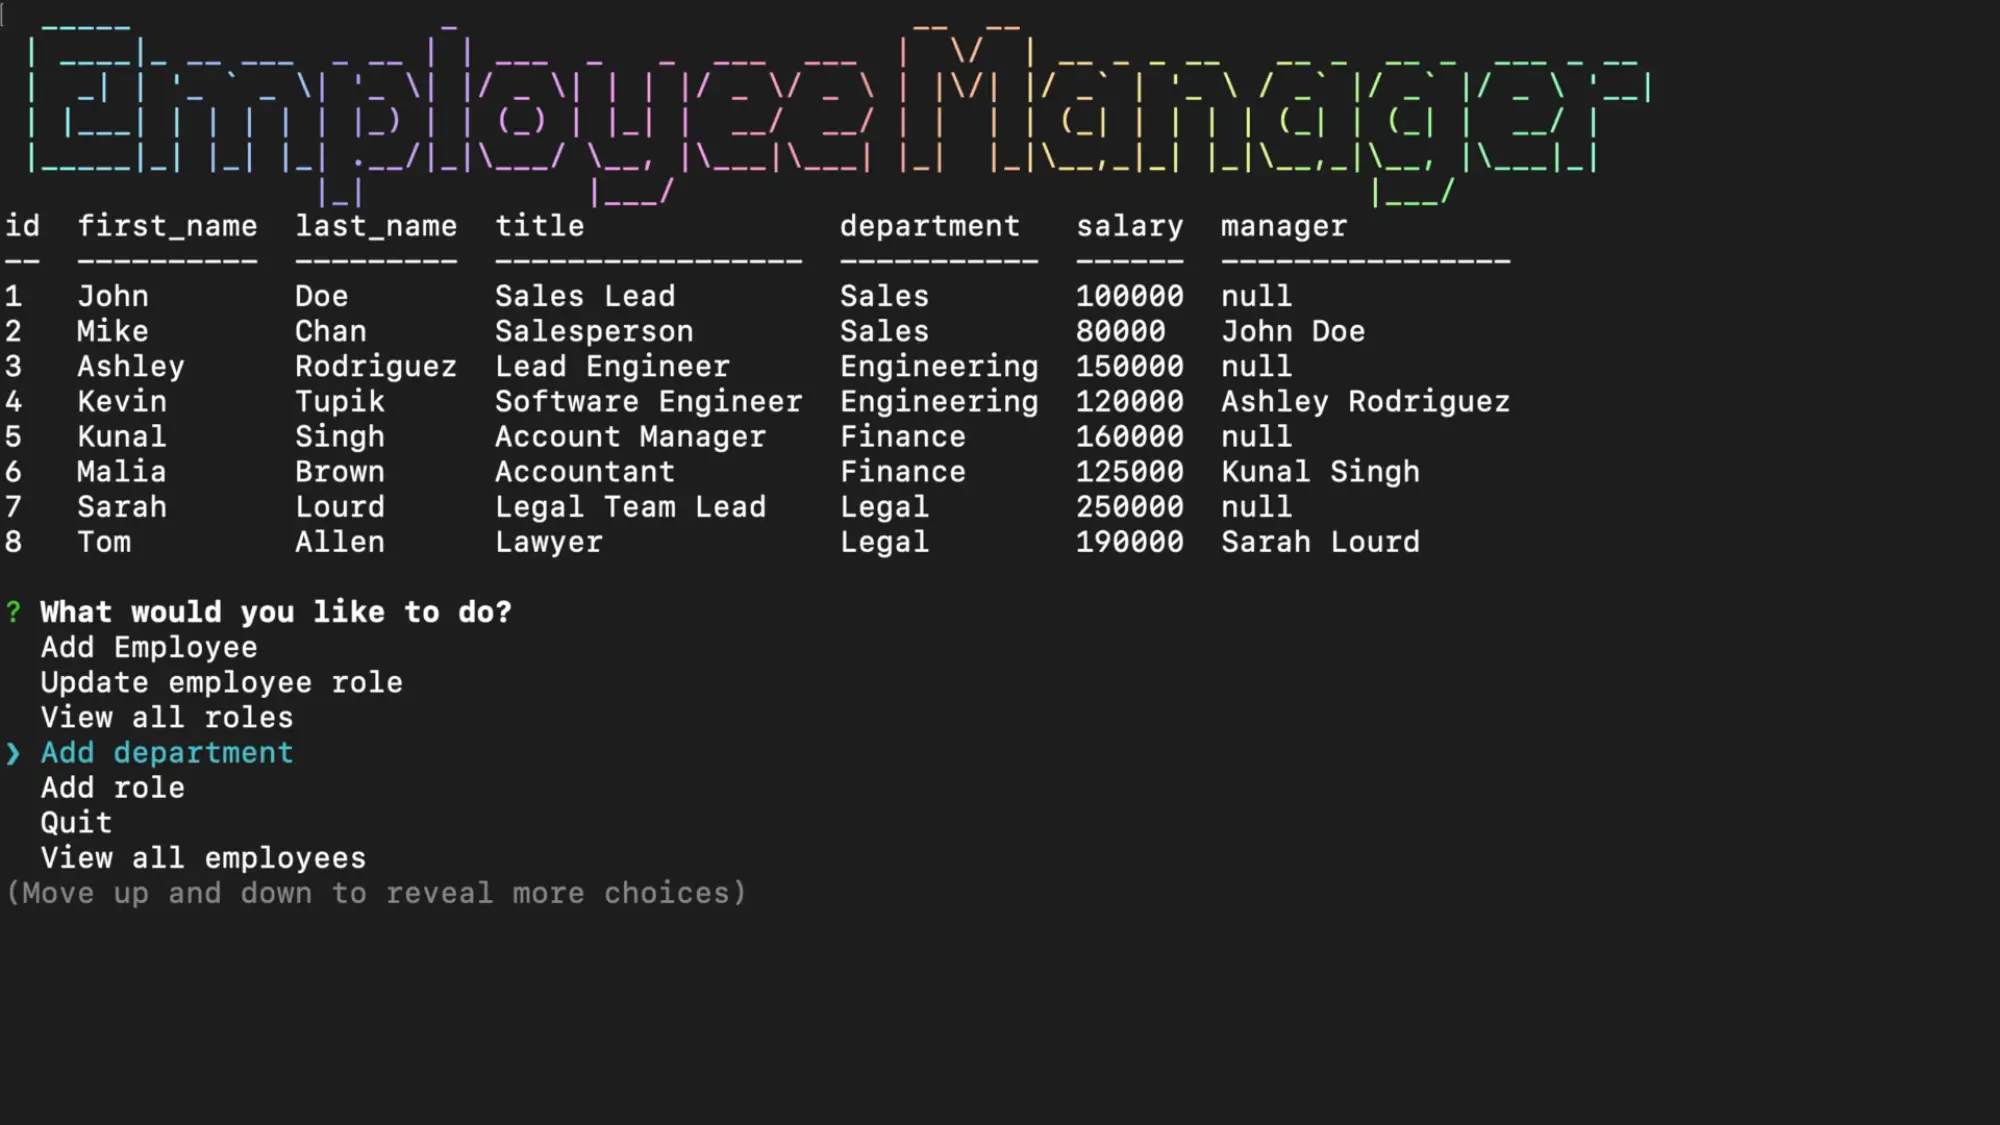 Employee Manager
id  first_name  last_name  title              department   salary  manager
--  ----------  ---------  -----------------  -----------  ------  ----------------
1   John        Doe        Sales Lead         Sales        100000  null
2   Mike        Chan       Salesperson        Sales        80000   John Doe
3   Ashley      Rodriguez  Lead Engineer      Engineering  150000  null
4   Kevin       Tupik      Software Engineer  Engineering  120000  Ashley Rodriguez
5   Kunal       Singh      Account Manager    Finance      160000  null
6   Malia       Brown      Accountant         Finance      125000  Kunal Singh
7   Sarah       Lourd      Legal Team Lead    Legal        250000  null
8   Tom         Allen      Lawyer             Legal        190000  Sarah Lourd
? What would you like to do?
Add Employee
Update employee role
View all roles
❯ Add department
Add role
Quit
View all employees
(Move up and down to reveal more choices)